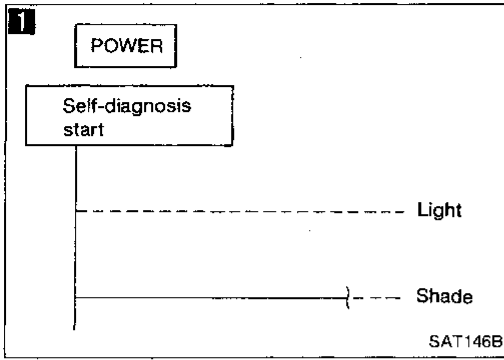 1
POWER
Self-diagnosis
start
Light
Shade
SAT146B